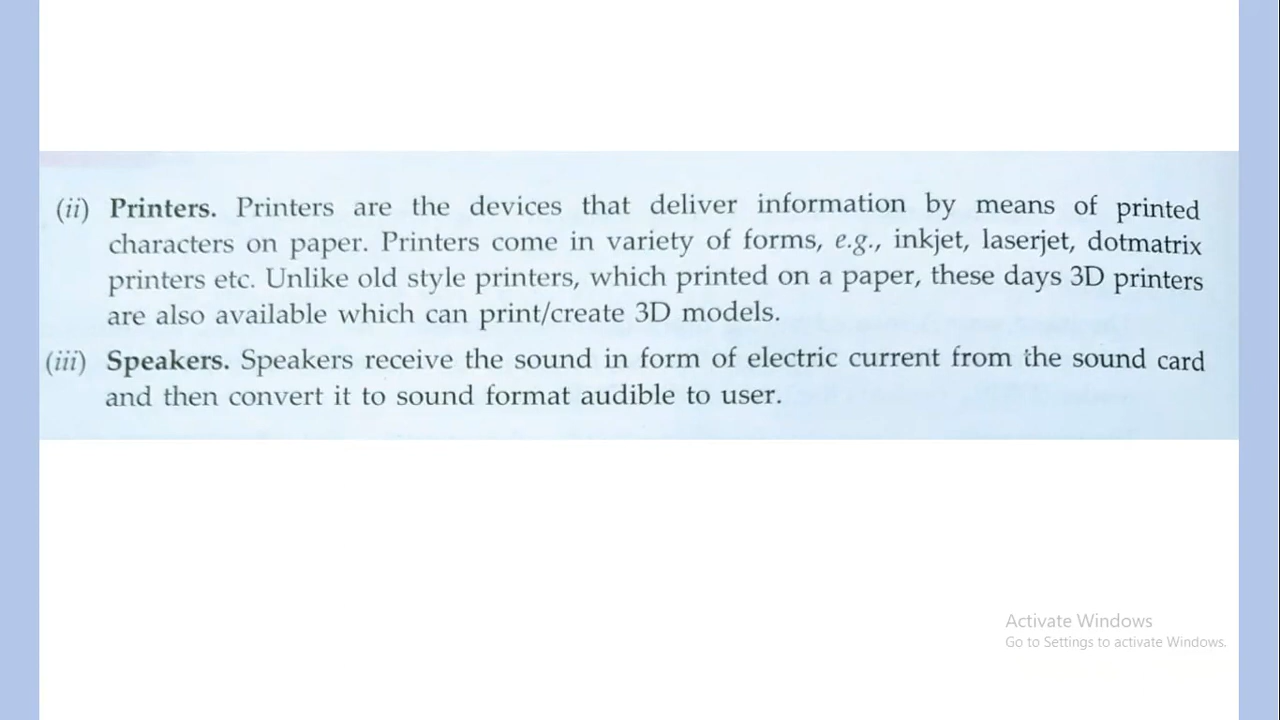 (ii) Printers. Printers are the devices that deliver information by means of printed
characters on paper. Printers come in variety of forms, e.g., inkjet, laserjet, dotmatrix
printers etc. Unlike old style printers, which printed on a paper, these days 3D printers
are also available which can print/create 3D models.
(iii) Speakers. Speakers receive the sound in form of electric current from the sound card
and then convert it to sound format audible to user.
Activate Windows
Go to Settings to activate Windows.